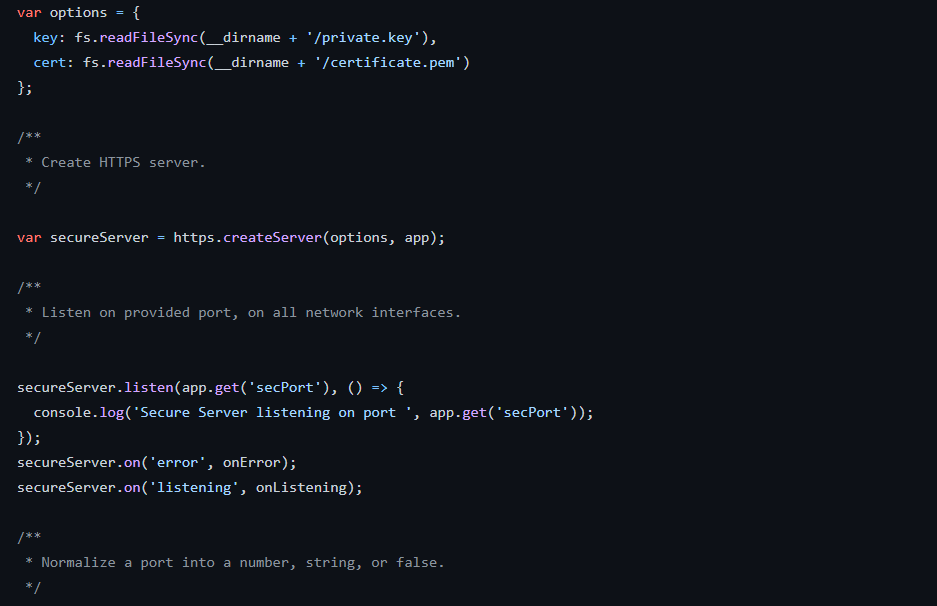 var options = {
  key: fs.readFileSync(__dirname + '/private.key'),
  cert: fs.readFileSync(__dirname + '/certificate.pem')
};

/**
 * Create HTTPS server.
 */

var secureServer = https.createServer(options, app);

/**
 * Listen on provided port, on all network interfaces.
 */

secureServer.listen(app.get('secPort'), () => {
  console.log('Secure Server listening on port ', app.get('secPort'));
});
secureServer.on('error', onError);
secureServer.on('listening', onListening);

/**
 * Normalize a port into a number, string, or false.
 */